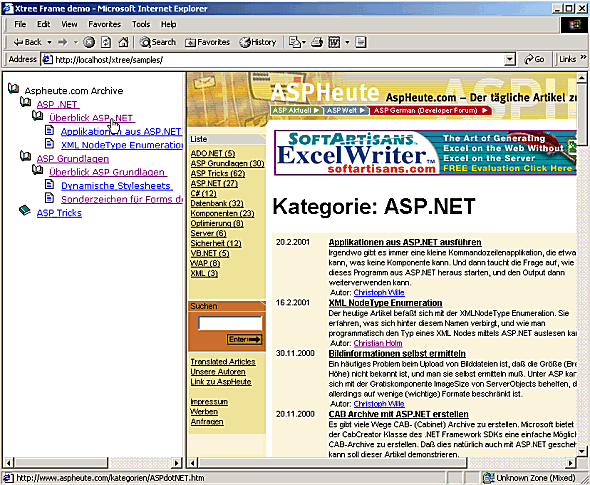 Xtree Frame demo - Microsoft Internet Explorer
File Edit View Favorites Tools Help
Back Search Favorites History
Address http://localhost/xtree/samples/ Go Links »
Aspheute.com Archive
ASP .NET
Überblick ASP.NET
Applikationen aus ASP.NET
XML NodeType Enumeration
ASP Grundlagen
Überblick ASP Grundlagen
Dynamische Stylesheets
Sonderzeichen für Forms de
ASP Tricks
ASPHeute AspHeute.com – Der tägliche Artikel z
ASP Aktuell ASP Welt ASP German (Developer Forum)
Liste
ADO.NET (5)
ASP Grundlagen (30)
ASP Tricks (62)
ASP.NET (27)
C# (12)
Datenbank (32)
Komponenten (23)
Optimierung (8)
Server (6)
Sicherheit (12)
VB.NET (5)
WAP (8)
XML (3)
Suchen
Enter
Translated Articles
Unsere Autoren
Link zu AspHeute
Impressum
Werben
Anfragen
SOFTARTISANS
ExcelWriter™
softartisans.com
The Art of Generating
Excel on the Web Without
Excel on the Server
FREE Evaluation Click Here
Kategorie: ASP.NET
20.2.2001 Applikationen aus ASP.NET ausführen
Irgendwo gibt es immer eine kleine Kommandozeilenapplikation, die etwa
kann, was keine Komponente kann. Und dann taucht die Frage auf, wie
dieses Programm aus ASP.NET heraus starten, und den Output dann
weiterverwenden kann.
Autor: Christoph Wille
16.2.2001 XML NodeType Enumeration
Der heutige Artikel befaßt sich mit der XMLNodeType Enumeration. Sie
erfahren, was sich hinter diesem Namen verbirgt, und wie man
programmatisch den Typ eines XML Nodes mittels ASP.NET auslesen kar
Autor: Christian Holm
30.11.2000 Bildinformationen selbst ermitteln
Ein häufiges Problem beim Upload von Bilddateien ist, daß die Größe (Bre
Höhe) nicht bekannt ist, und man sie selbst ermitteln muß. Unter ASP kar
sich mit der Gratiskomponente ImageSize von ServerObjects behelfen, d
allerdings auf wenige (wichtige) Formate beschränkt ist.
Autor: Christoph Wille
20.11.2000 CAB Archive mit ASP.NET erstellen
Es gibt viele Wege CAB- (Cabinet) Archive zu erstellen. Microsoft bietet
der CabCreator Klasse des .NET Framework SDKs eine einfache Möglich
CAB-Archive zu erstellen. Daß dies natürlich auch mit ASP.NET gescheh
kann soll dieser Artikel demonstrieren.
http://www.aspheute.com/kategorien/ASPdotNET.htm Unknown Zone (Mixed)